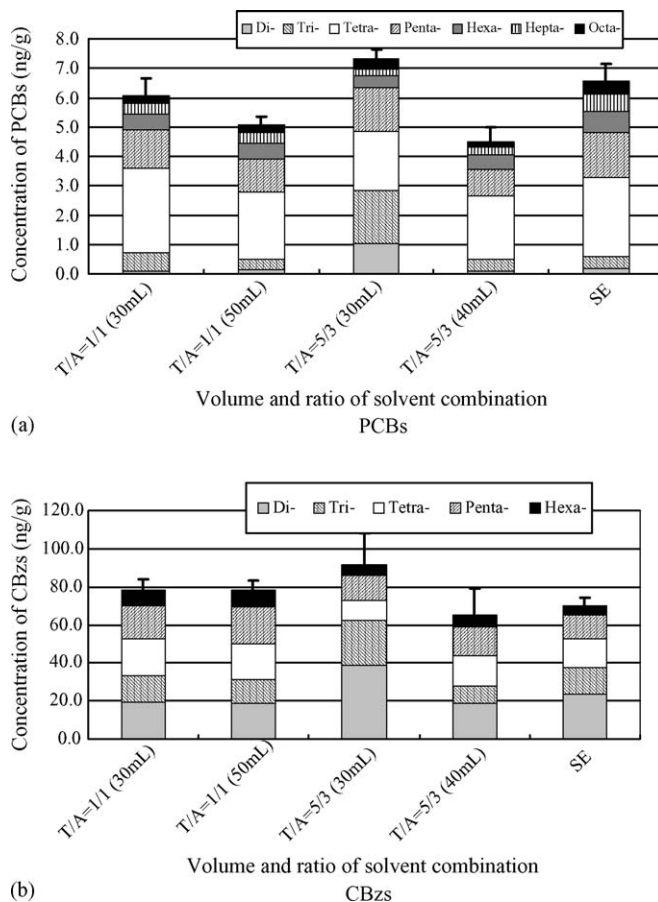 Di- Tri- Tetra- Penta- Hexa- Hepta- Octa-
Concentration of PCBs (ng/g)
8.0
7.0
6.0
5.0
4.0
3.0
2.0
1.0
0.0
T/A=1/1 (30mL)
T/A=1/1 (50mL)
T/A=5/3 (30mL)
T/A=5/3 (40mL)
SE
Volume and ratio of solvent combination
(a)
PCBs
Di- Tri- Tetra- Penta- Hexa-
Concentration of CBzs (ng/g)
120.0
100.0
80.0
60.0
40.0
20.0
0.0
T/A=1/1 (30mL)
T/A=1/1 (50mL)
T/A=5/3 (30mL)
T/A=5/3 (40mL)
SE
Volume and ratio of solvent combination
(b)
CBzs